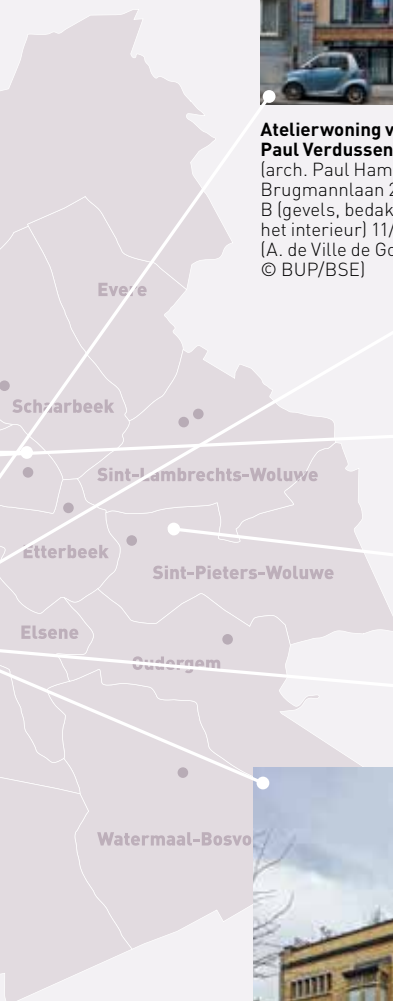 Atelierwoning v
Paul Verdussen
(arch. Paul Ham
Brugmannlaan 2
B (gevels, bedak
het interieur) 11/
(A. de Ville de Go
© BUP/BSE)
Evere
Schaarbeek
Sint-Lambrechts-Woluwe
Etterbeek
Sint-Pieters-Woluwe
Elsene
Oudergem
Watermaal-Bosvo